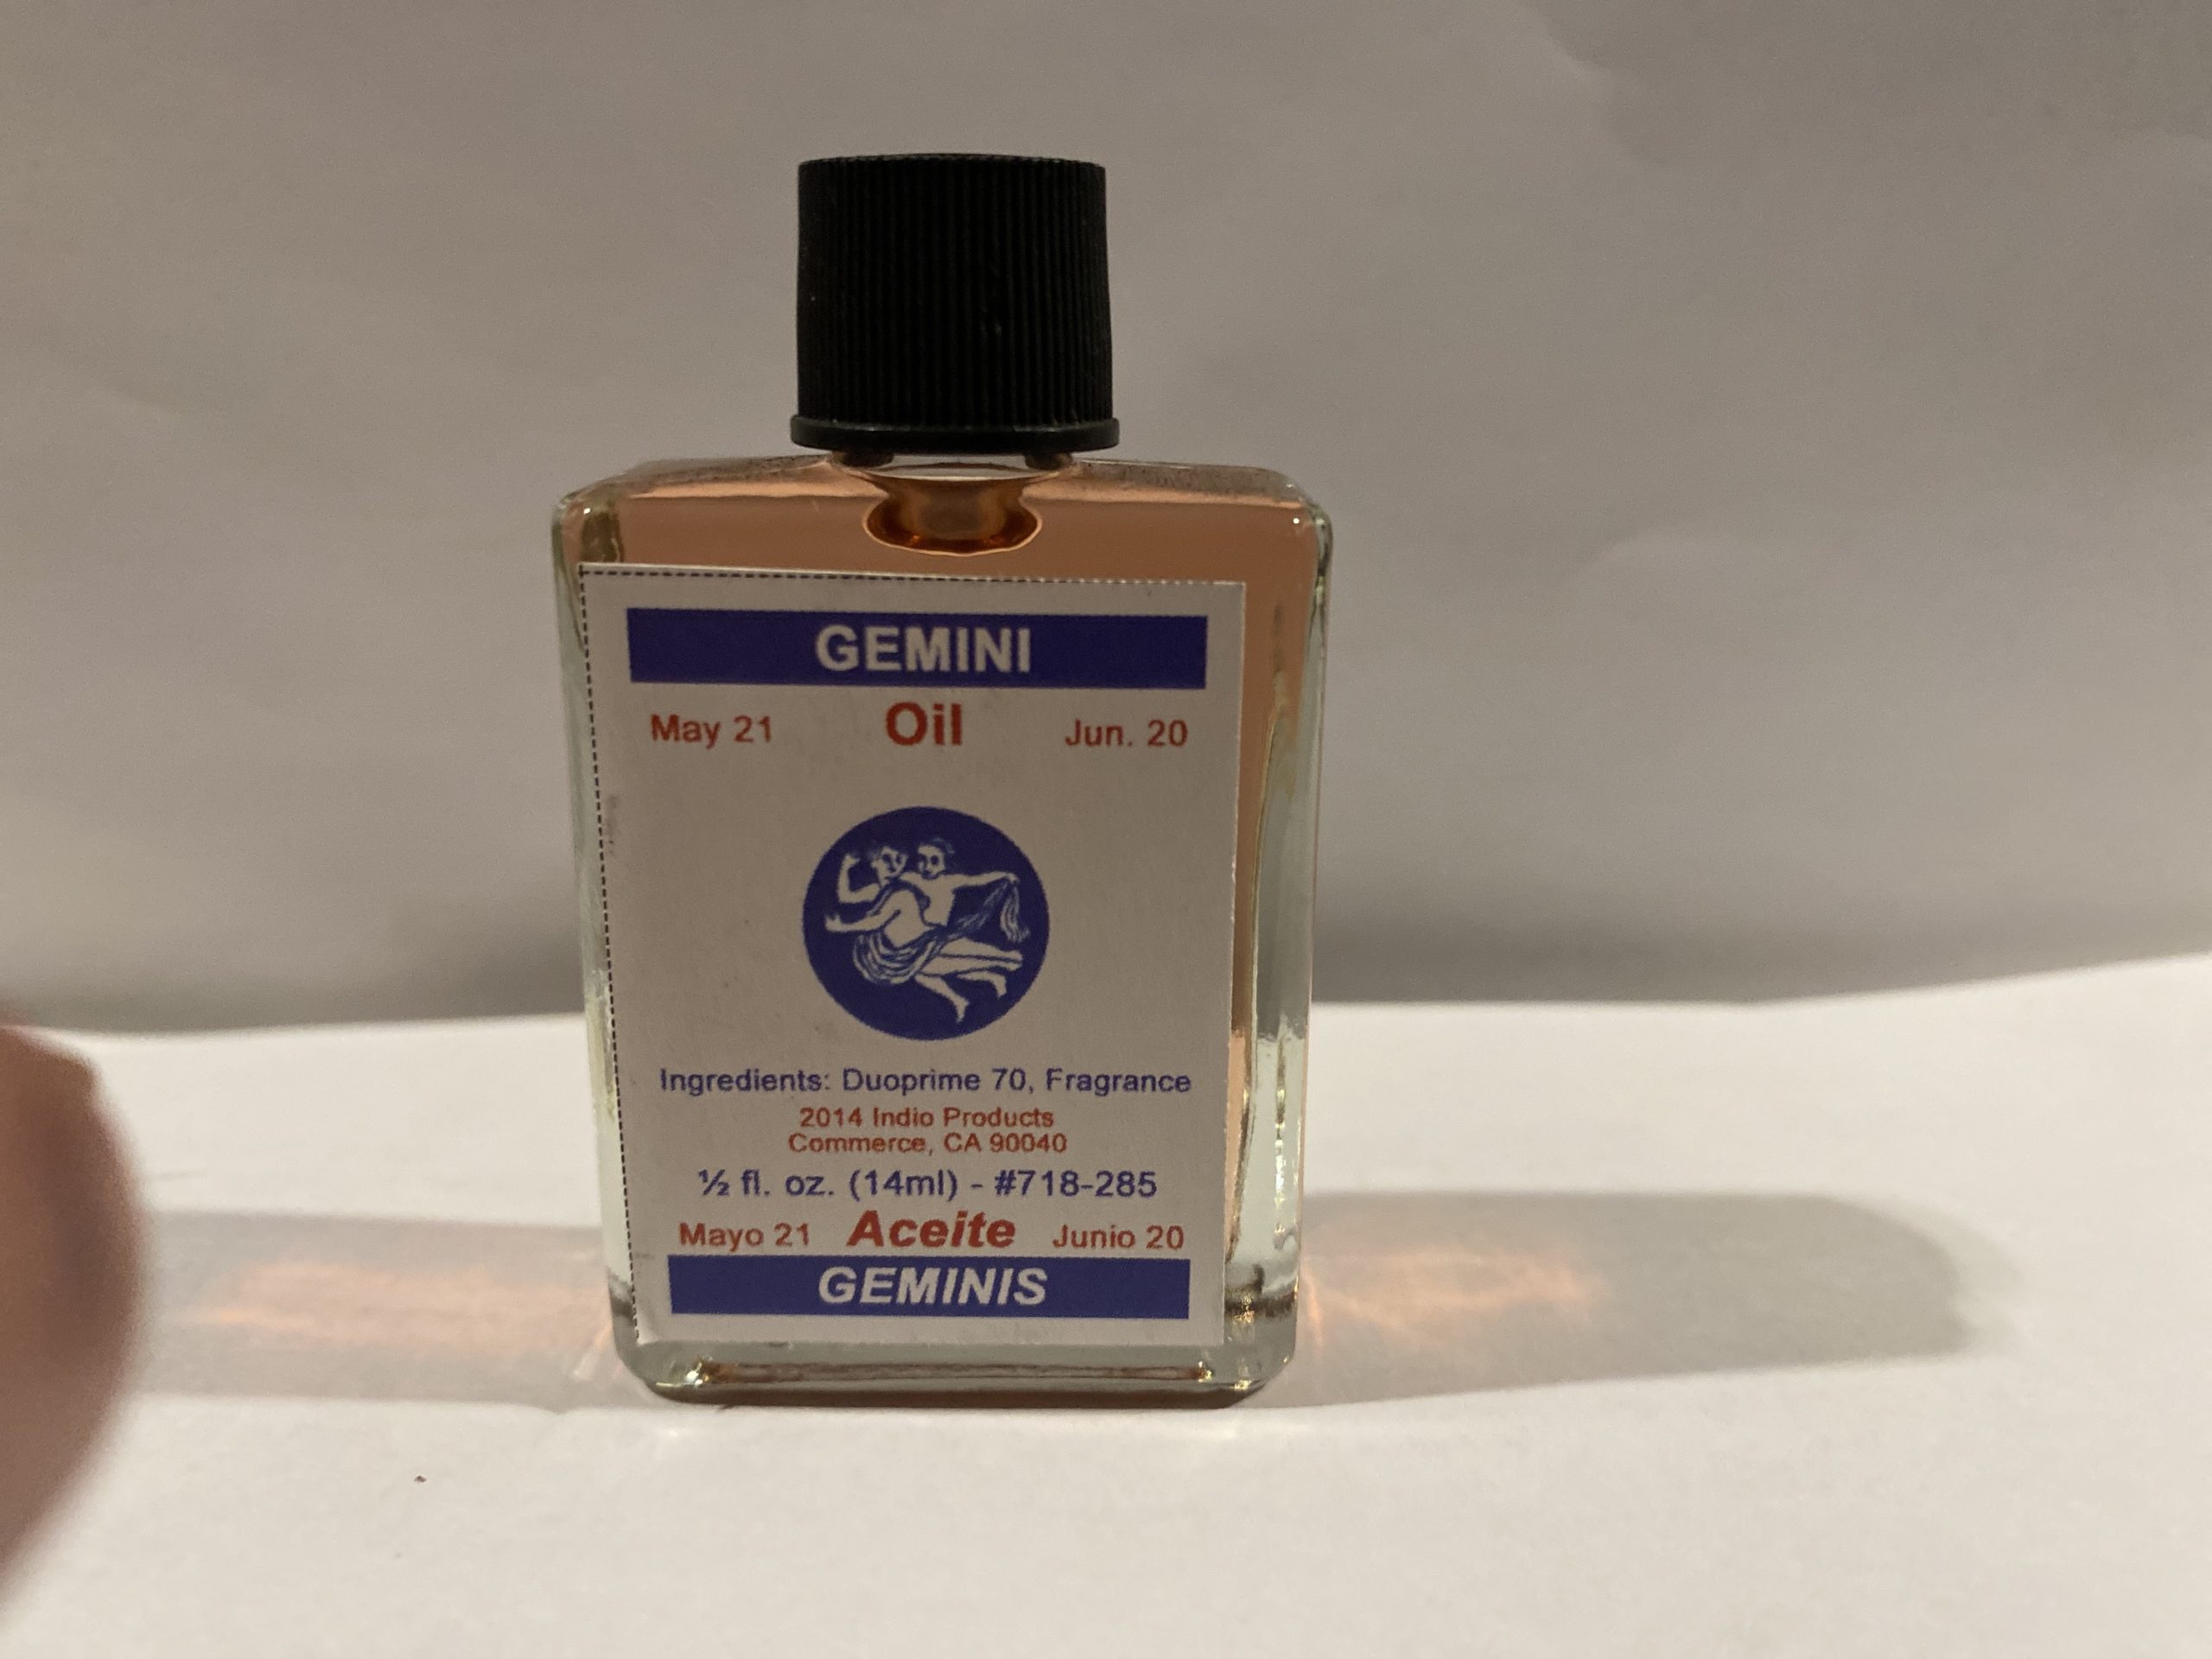 GEMINI
May 21 Oil Jun. 20
Ingredients: Duoprime 70, Fragrance
2014 Indio Products
Commerce, CA 90040
½ fl. oz. (14ml) - #718-285
Mayo 21 Aceite Junio 20
GEMINIS